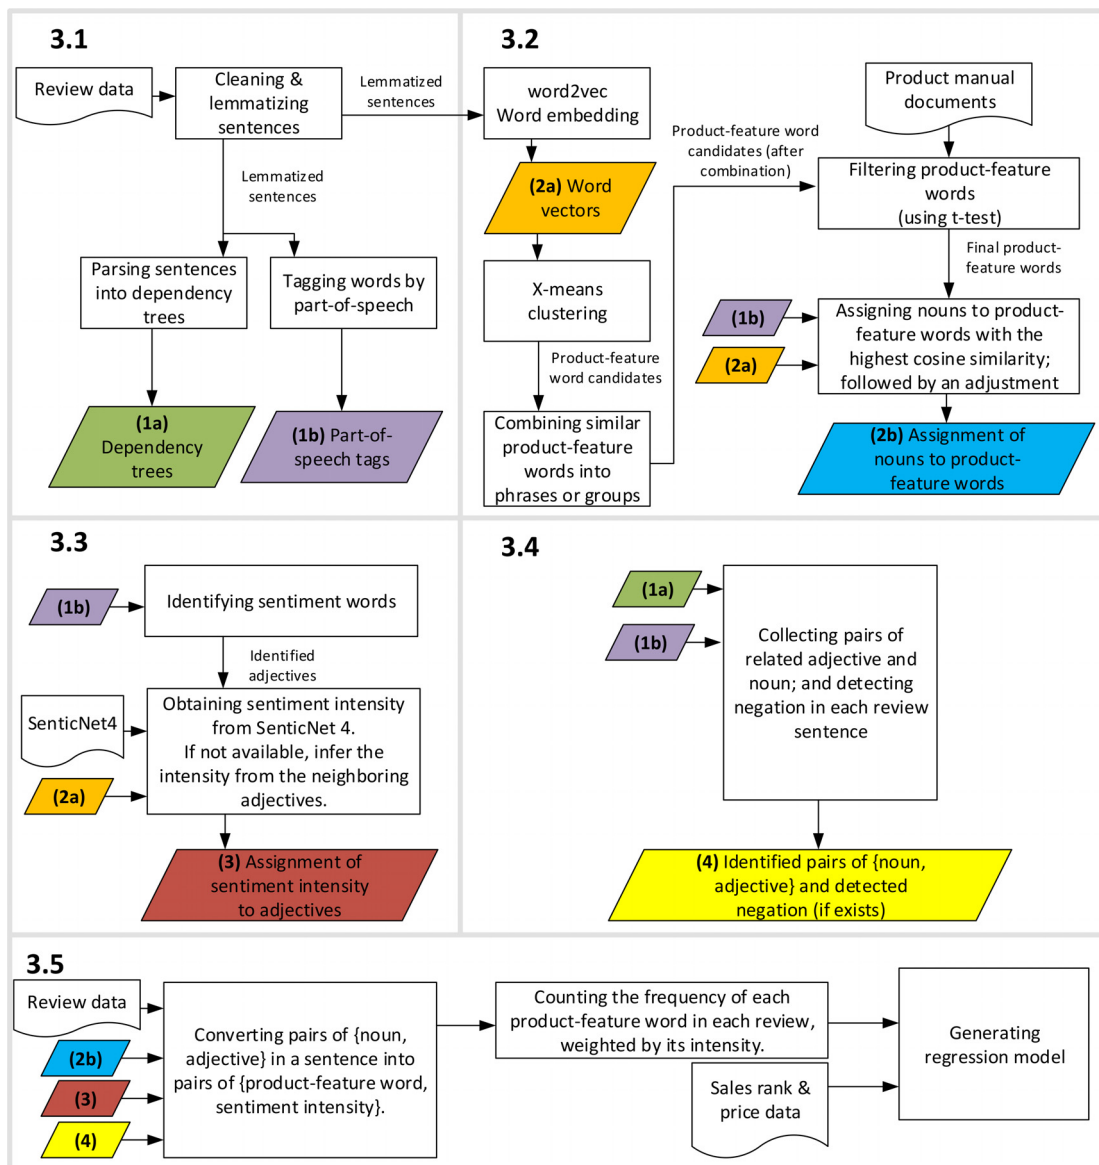 3.1
Review data
Cleaning &
lemmatizing
sentences
Lemmatized
sentences
Lemmatized
sentences
Parsing sentences
into dependency
trees
Tagging words by
part-of-speech
(1a)
Dependency
trees
(1b) Part-of-
speech tags
3.2
word2vec
Word embedding
(2a) Word
vectors
X-means
clustering
Product-feature
word candidates
Combining similar
product-feature
words into
phrases or groups
Product-feature word
candidates (after
combination)
Product manual
documents
Filtering product-feature
words
(using t-test)
Final product-
feature words
(1b)
(2a)
Assigning nouns to product-
feature words with the
highest cosine similarity;
followed by an adjustment
(2b) Assignment of
nouns to product-
feature words
3.3
(1b)
Identifying sentiment words
Identified
adjectives
SenticNet4
(2a)
Obtaining sentiment intensity
from SenticNet 4.
If not available, infer the
intensity from the neighboring
adjectives.
(3) Assignment of
sentiment intensity
to adjectives
3.4
(1a)
(1b)
Collecting pairs of
related adjective and
noun; and detecting
negation in each review
sentence
(4) Identified pairs of {noun,
adjective} and detected
negation (if exists)
3.5
Review data
(2b)
(3)
(4)
Converting pairs of {noun,
adjective} in a sentence into
pairs of {product-feature word,
sentiment intensity}.
Counting the frequency of each
product-feature word in each review,
weighted by its intensity.
Sales rank &
price data
Generating
regression model